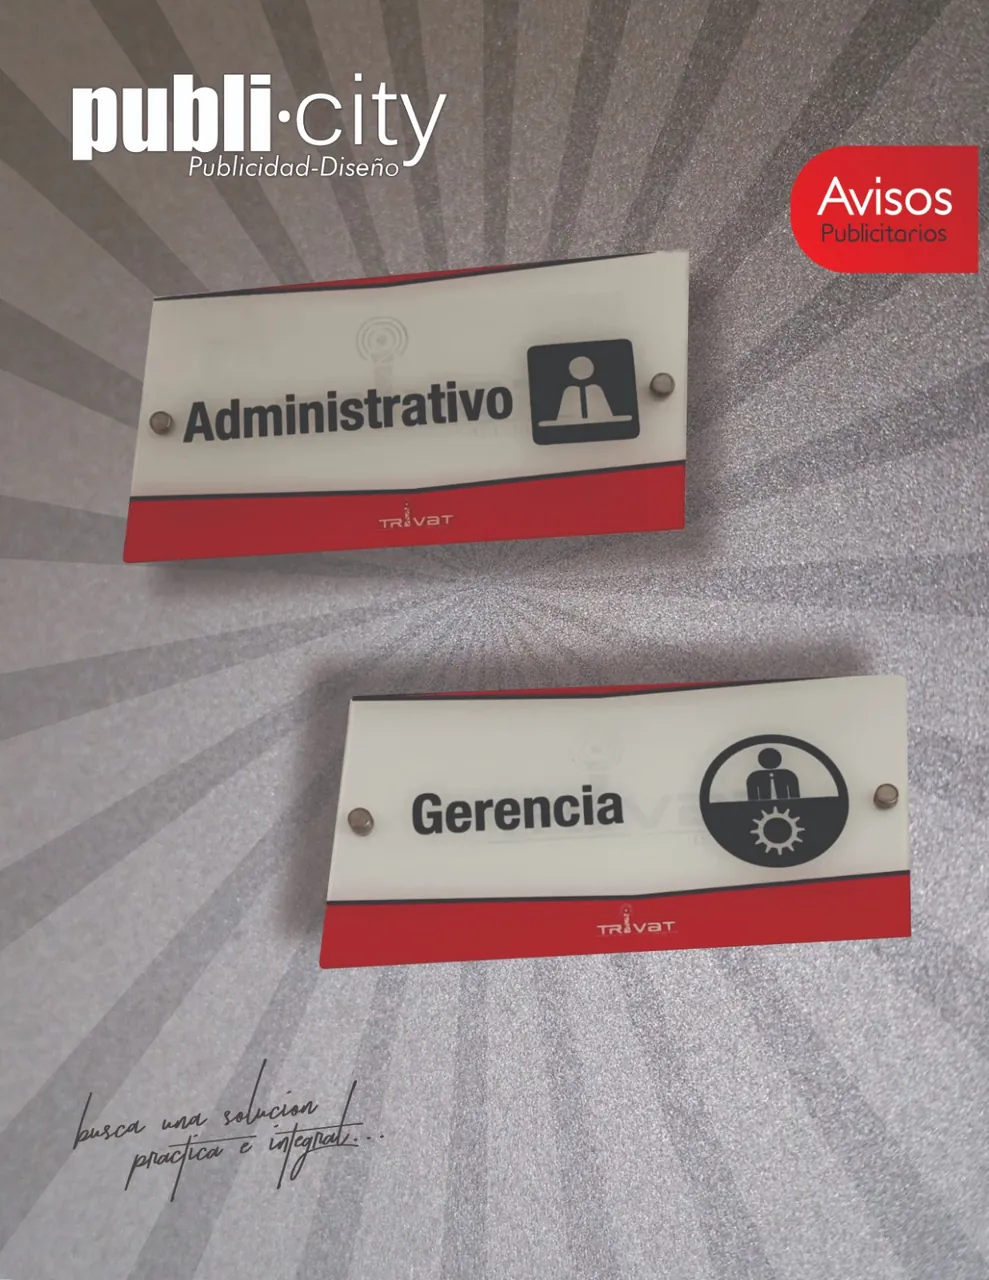 publi·city
Publicidad-Diseño
Avisos
Publicitarios
Administrativo
TRivaT
Gerencia
TRivaT
busca una solucion
practica e integral...